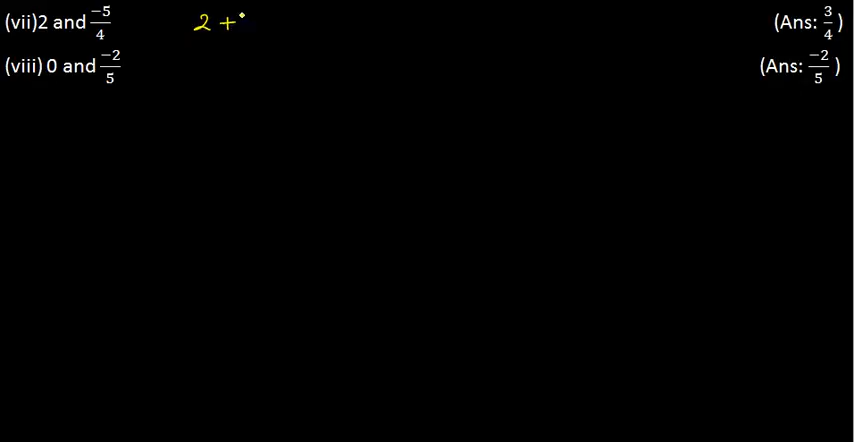 (vii)2 and −5/4 2 + (Ans: 3/4 )
(viii) 0 and −2/5 (Ans: −2/5 )